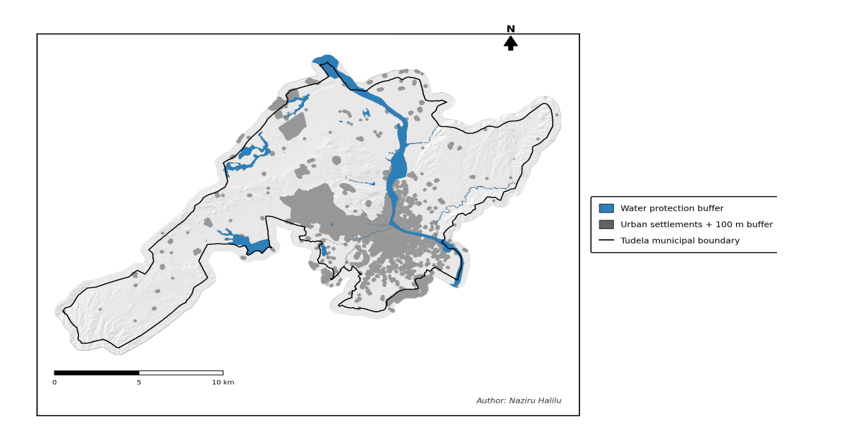 N
Water protection buffer
Urban settlements + 100 m buffer
Tudela municipal boundary
0 5 10 km
Author: Naziru Halilu